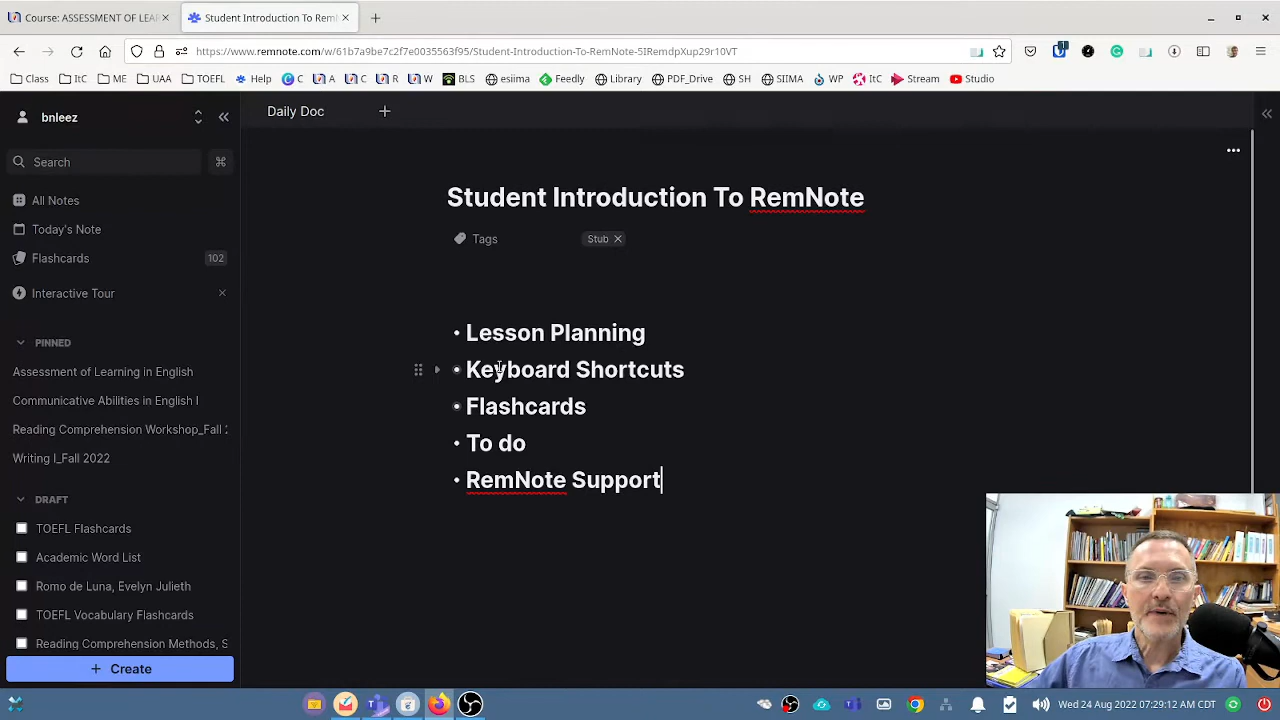 Course: ASSESSMENT OF LEAR
Student Introduction To Rem
https://www.remnote.com/w/61b7a9be7c2f7e0035563f95/Student-Introduction-To-RemNote-5IRemdpXup29r10VT
Class ItC ME UAA TOEFL Help C A C R W BLS esiima Feedly Library PDF_Drive SH SIIMA WP ItC Stream Studio
bnleez
Daily Doc
Search
All Notes
Today's Note
Flashcards 102
Interactive Tour
PINNED
Assessment of Learning in English
Communicative Abilities in English I
Reading Comprehension Workshop_Fall 2
Writing I_Fall 2022
DRAFT
TOEFL Flashcards
Academic Word List
Romo de Luna, Evelyn Julieth
TOEFL Vocabulary Flashcards
Reading Comprehension Methods, S
+ Create
Student Introduction To RemNote
Tags Stub
• Lesson Planning
• Keyboard Shortcuts
• Flashcards
• To do
• RemNote Support
Wed 24 Aug 2022 07:29:12 AM CDT